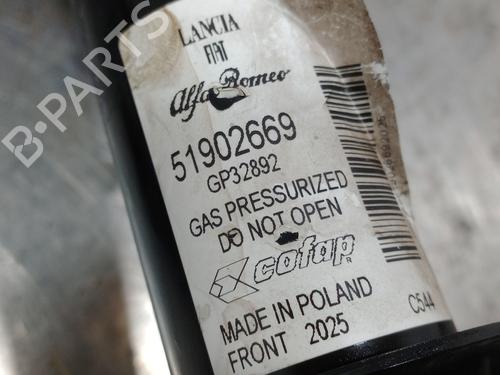 B-PARTS
LANCIA
FIAT
Alfa Romeo
51902669
GP32892
GAS PRESSURIZED
DO NOT OPEN
cofap
MADE IN POLAND
FRONT 2025
C544